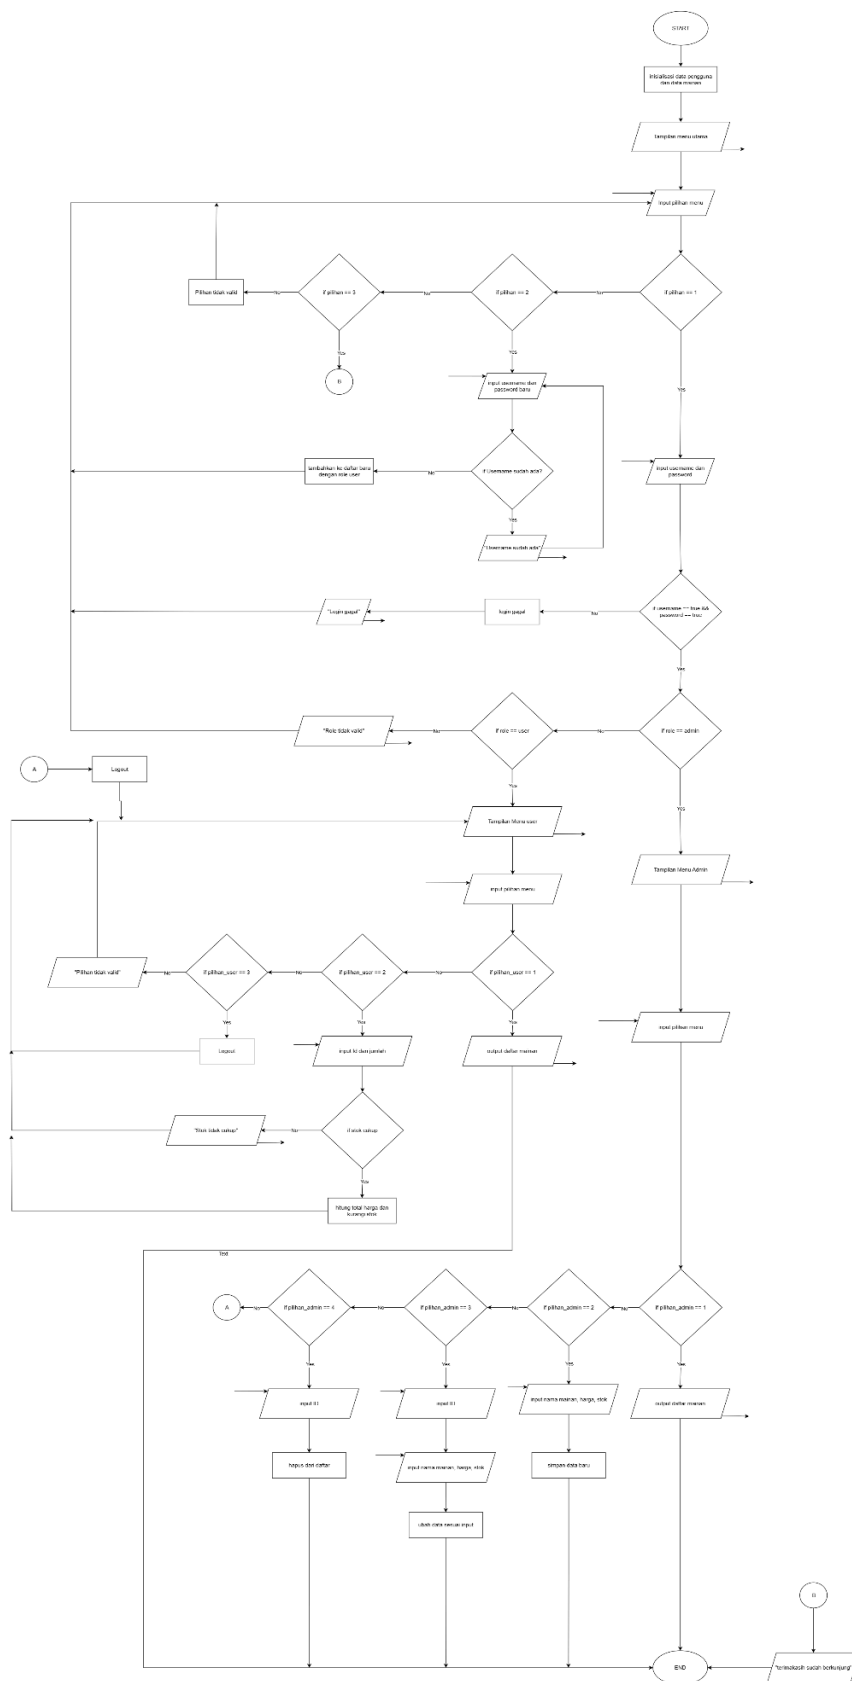 START
inisialisasi data pengguna
dan data mainan
Tampilan menu utama
Input pilihan menu
if pilihan == 1
No
if pilihan == 2
No
if pilihan == 3
No
Pilihan tidak valid
Yes
B
Yes
input username dan
password baru
Yes
if Username sudah ada?
No
tambahkan ke daftar baru
dengan role user
Yes
"Username sudah ada"
input username dan
password
if username == true &&
password == true
No
login gagal
"Login gagal"
Yes
if role == admin
No
if role == user
No
"Role tidak valid"
A
Logout
Yes
Tampilan Menu user
Yes
Tampilan Menu Admin
input pilihan menu
if pilihan_user == 1
No
if pilihan_user == 2
No
if pilihan_user == 3
No
"Pilihan tidak valid"
Yes
Logout
Yes
input Id dan jumlah
Yes
output daftar mainan
input pilihan menu
if stok cukup
No
"Stok tidak cukup"
Yes
hitung total harga dan
kurangi stok
Text
if pilihan_admin == 1
No
if pilihan_admin == 2
No
if pilihan_admin == 3
No
if pilihan_admin == 4
No
A
Yes
input ID
hapus dari daftar
Yes
input ID
input nama mainan, harga, stok
ubah data sesuai input
Yes
input nama mainan, harga, stok
simpan data baru
Yes
output daftar mainan
B
"terimakasih sudah berkunjung"
END